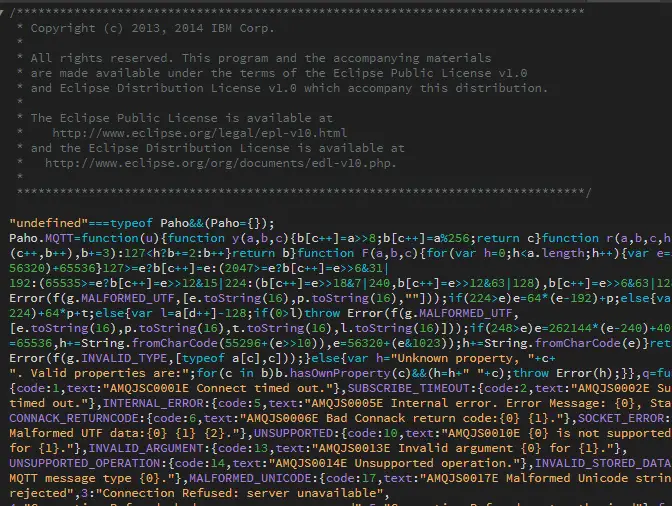 /*******************************************************************************
* Copyright (c) 2013, 2014 IBM Corp.
*
* All rights reserved. This program and the accompanying materials
* are made available under the terms of the Eclipse Public License v1.0
* and Eclipse Distribution License v1.0 which accompany this distribution.
*
* The Eclipse Public License is available at
*    http://www.eclipse.org/legal/epl-v10.html
* and the Eclipse Distribution License is available at
*   http://www.eclipse.org/org/documents/edl-v10.php.
*
*******************************************************************************/
"undefined"===typeof Paho&&(Paho={});
Paho.MQTT=function(u){function y(a,b,c){b[c++]=a>>8;b[c++]=a%256;return c}function r(a,b,c,h
(c++,b++),b+=3):127<h?b+=2:b++}return b}function F(a,b,c){for(var h=0;h<a.length;h++){var e=
56320)+65536}127>=e?b[c++]=e:(2047>=e?b[c++]=e>>6&31|
192:(65535>=e?b[c++]=e>>12&15|224:(b[c++]=e>>18&7|240,b[c++]=e>>12&63|128),b[c++]=e>>6&63|12
Error(f(g.MALFORMED_UTF,[e.toString(16),p.toString(16),""]));if(224>e)e=64*(e-192)+p;else{va
224)+64*p+t;else{var l=a[d++]-128;if(0>l)throw Error(f(g.MALFORMED_UTF,
[e.toString(16),p.toString(16),t.toString(16),l.toString(16)]));if(248>e)e=262144*(e-240)+40
=65536,h+=String.fromCharCode(55296+(e>>10)),e=56320+(e&1023));h+=String.fromCharCode(e)}ret
Error(f(g.INVALID_TYPE,[typeof a[c],c]));}else{var h="Unknown property, "+c+
". Valid properties are:";for(c in b)b.hasOwnProperty(c)&&(h=h+" "+c);throw Error(h);}},q=fu
{code:1,text:"AMQJSC0001E Connect timed out."},SUBSCRIBE_TIMEOUT:{code:2,text:"AMQJS0002E Su
timed out."},INTERNAL_ERROR:{code:5,text:"AMQJS0005E Internal error. Error Message: {0}, Sta
CONNACK_RETURNCODE:{code:6,text:"AMQJS0006E Bad Connack return code:{0} {1}."},SOCKET_ERROR:
Malformed UTF data:{0} {1} {2}."},UNSUPPORTED:{code:10,text:"AMQJS0010E {0} is not supported
for {1}."},INVALID_ARGUMENT:{code:13,text:"AMQJS0013E Invalid argument {0} for {1}."},
UNSUPPORTED_OPERATION:{code:14,text:"AMQJS0014E Unsupported operation."},INVALID_STORED_DATA
MQTT message type {0}."},MALFORMED_UNICODE:{code:17,text:"AMQJS0017E Malformed Unicode strin
rejected",3:"Connection Refused: server unavailable",